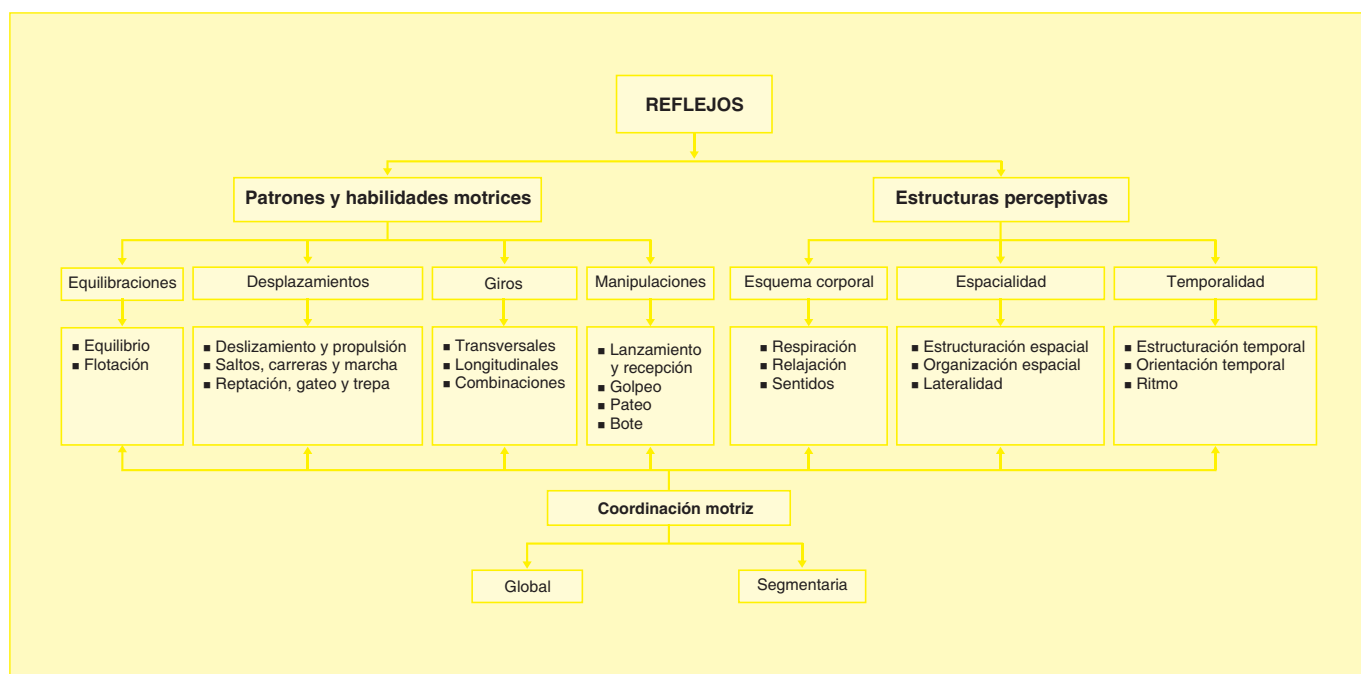 REFLEJOS
Patrones y habilidades motrices
Estructuras perceptivas
Equilibraciones
Desplazamientos
Giros
Manipulaciones
Esquema corporal
Espacialidad
Temporalidad
■ Equilibrio
■ Flotación
■ Deslizamiento y propulsión
■ Saltos, carreras y marcha
■ Reptación, gateo y trepa
■ Transversales
■ Longitudinales
■ Combinaciones
■ Lanzamiento
y recepción
■ Golpeo
■ Pateo
■ Bote
■ Respiración
■ Relajación
■ Sentidos
■ Estructuración espacial
■ Organización espacial
■ Lateralidad
■ Estructuración temporal
■ Orientación temporal
■ Ritmo
Coordinación motriz
Global
Segmentaria